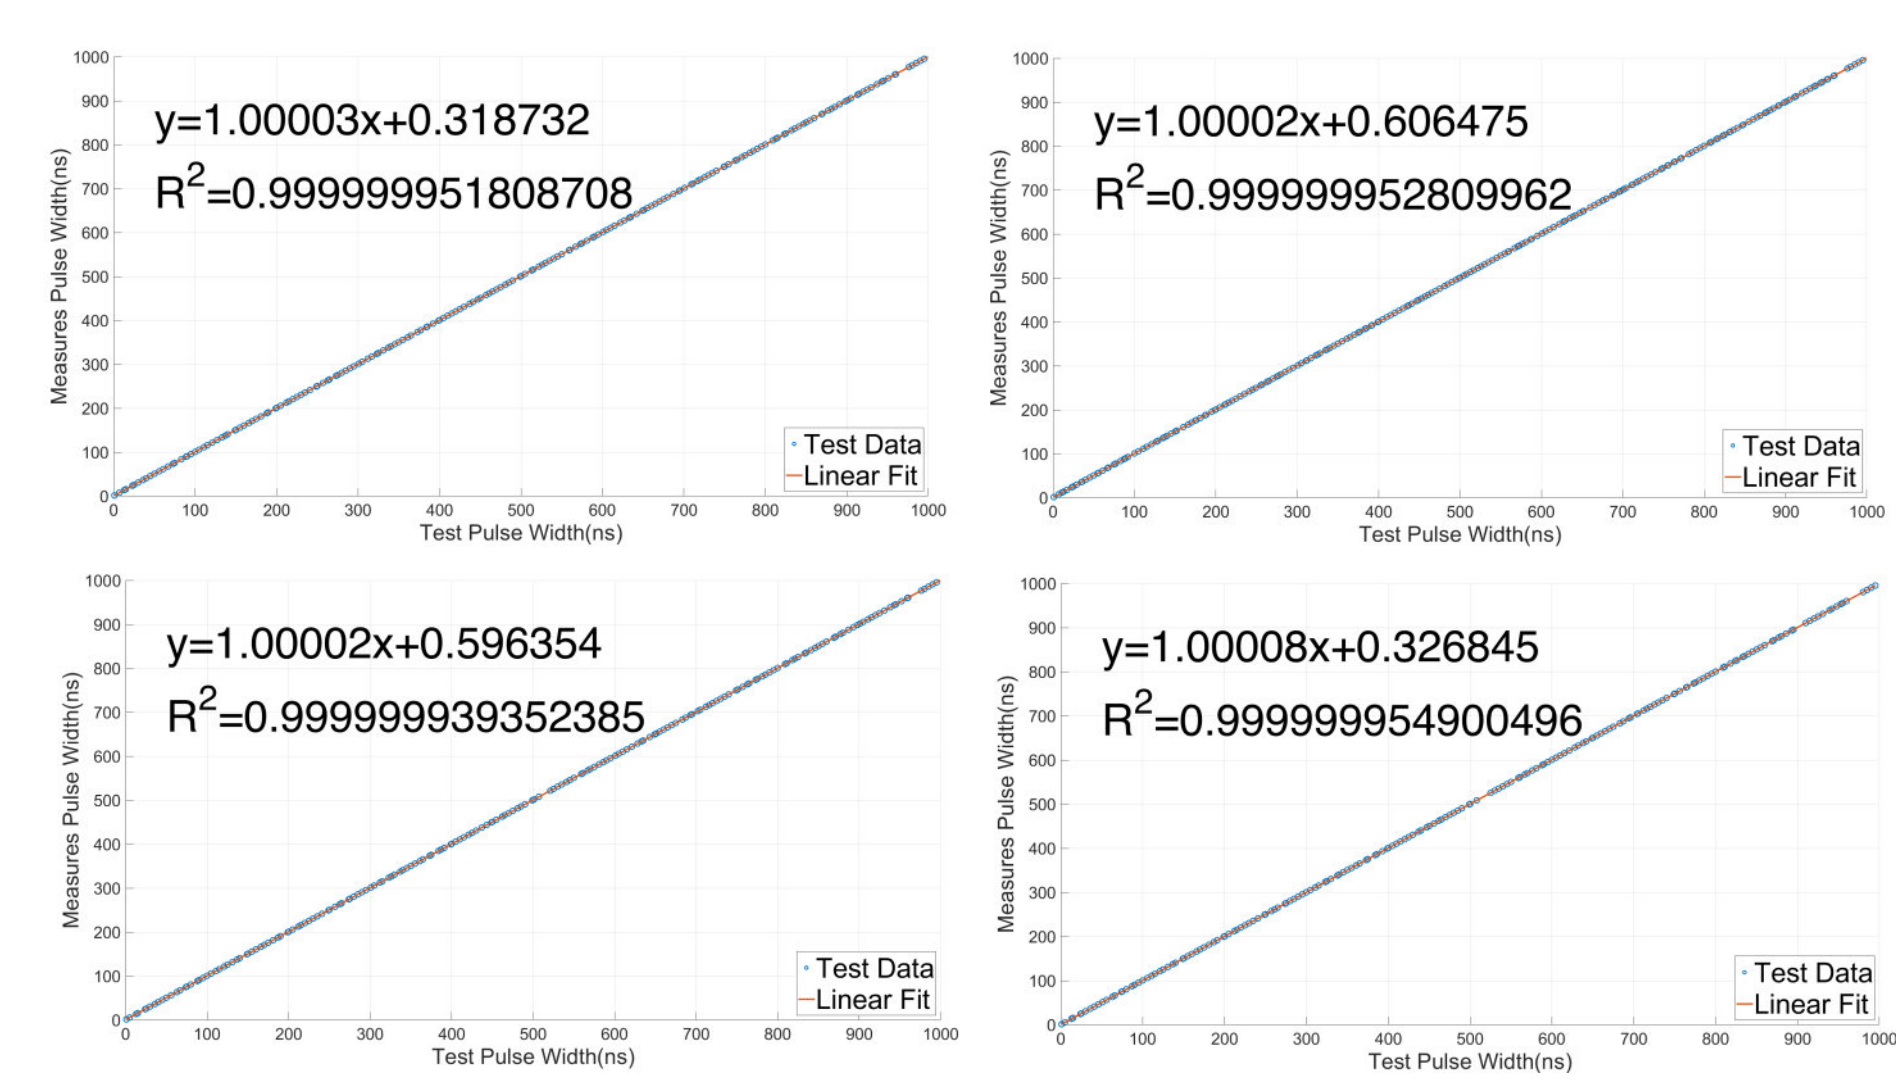 1000
900
800
700
600
500
400
300
200
100
0
Measures Pulse Width(ns)
y=1.00003x+0.318732
R²=0.999999951808708
Test Data
Linear Fit
0 100 200 300 400 500 600 700 800 900 1000
Test Pulse Width(ns)
1000
900
800
700
600
500
400
300
200
100
0
Measures Pulse Width(ns)
y=1.00002x+0.606475
R²=0.999999952809962
Test Data
Linear Fit
0 100 200 300 400 500 600 700 800 900 1000
Test Pulse Width(ns)
1000
900
800
700
600
500
400
300
200
100
0
Measures Pulse Width(ns)
y=1.00002x+0.596354
R²=0.999999939352385
Test Data
Linear Fit
0 100 200 300 400 500 600 700 800 900 1000
Test Pulse Width(ns)
1000
900
800
700
600
500
400
300
200
100
0
Measures Pulse Width(ns)
y=1.00008x+0.326845
R²=0.999999954900496
Test Data
Linear Fit
0 100 200 300 400 500 600 700 800 900 1000
Test Pulse Width(ns)